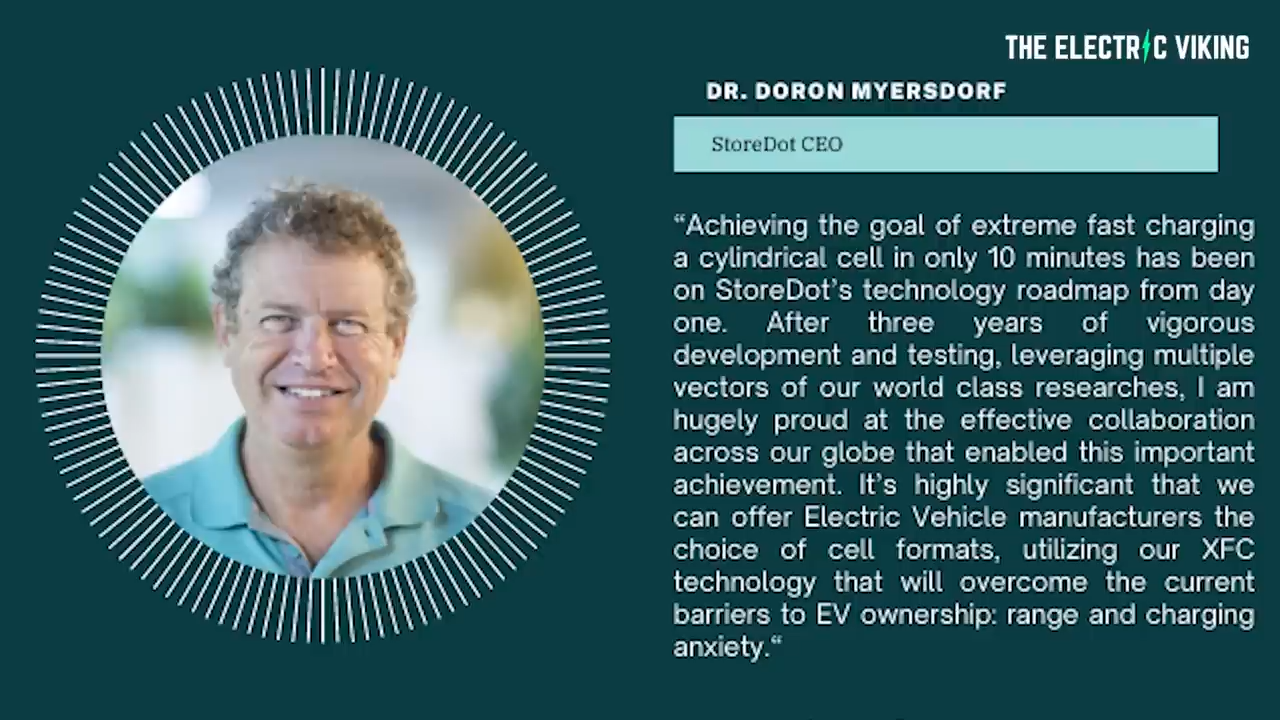 THE ELECTRIC VIKING
DR. DORON MYERSDORF
StoreDot CEO
“Achieving the goal of extreme fast charging
a cylindrical cell in only 10 minutes has been
on StoreDot’s technology roadmap from day
one. After three years of vigorous
development and testing, leveraging multiple
vectors of our world class researches, I am
hugely proud at the effective collaboration
across our globe that enabled this important
achievement. It’s highly significant that we
can offer Electric Vehicle manufacturers the
choice of cell formats, utilizing our XFC
technology that will overcome the current
barriers to EV ownership: range and charging
anxiety.“